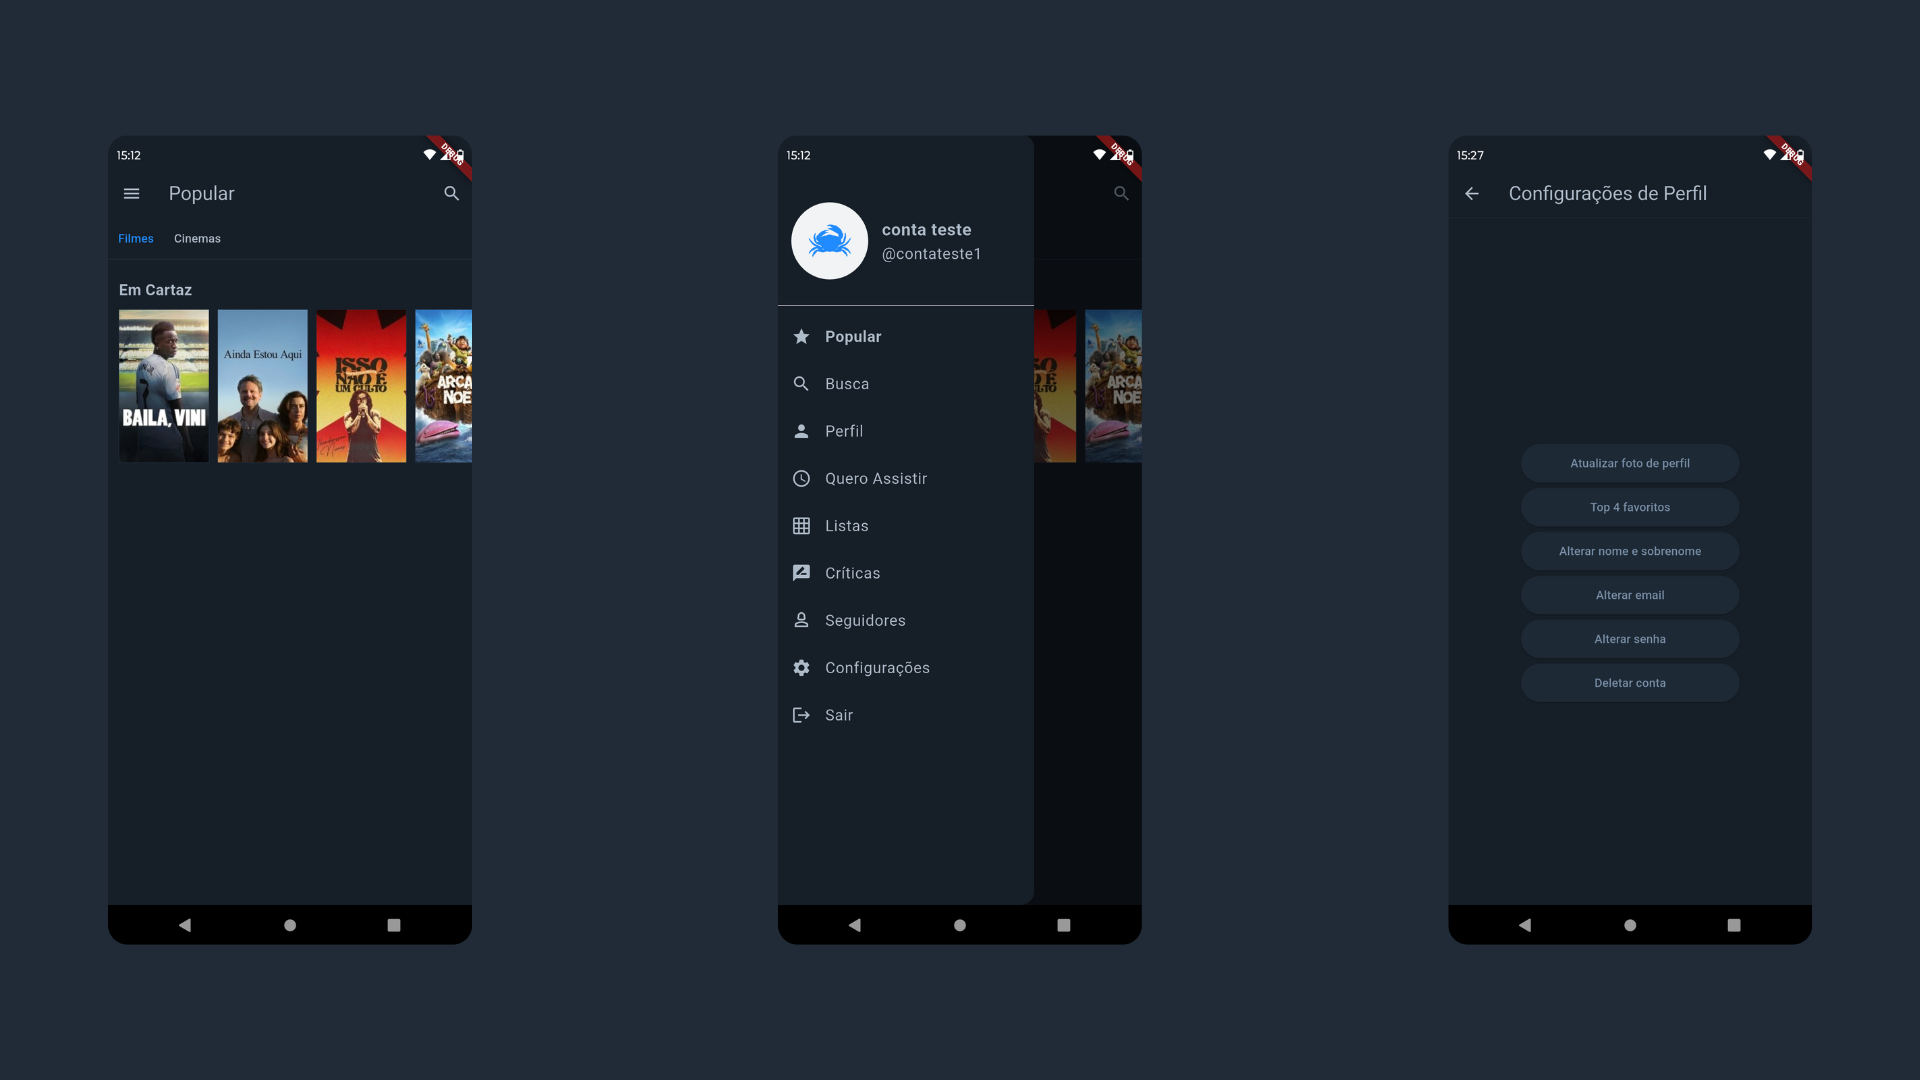 15:12
DEBUG
Popular
Filmes
Cinemas
Em Cartaz
BAILA, VINI
Ainda Estou Aqui
ISSO
NÃO É
UM CULTO
ARCA
NOÉ
15:12
DEBUG
conta teste
@contateste1
Popular
Busca
Perfil
Quero Assistir
Listas
Críticas
Seguidores
Configurações
Sair
ARCA
NOÉ
15:27
DEBUG
Configurações de Perfil
Atualizar foto de perfil
Top 4 favoritos
Alterar nome e sobrenome
Alterar email
Alterar senha
Deletar conta